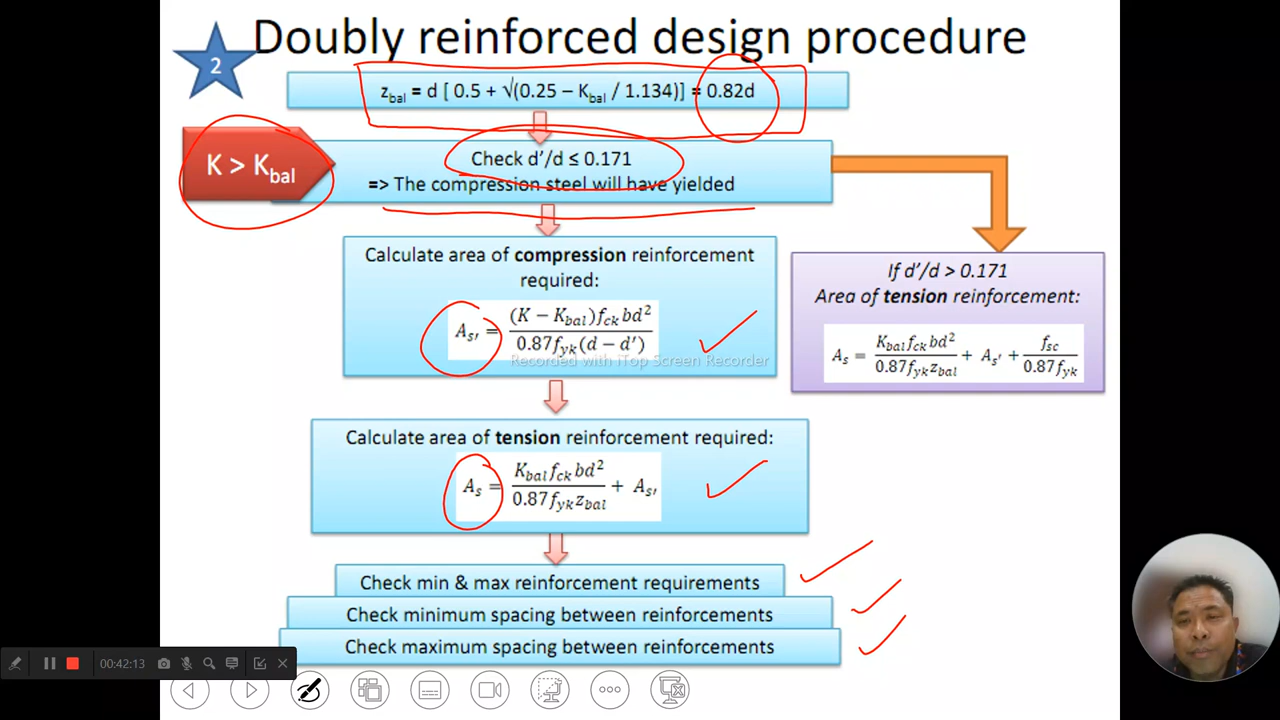 Doubly reinforced design procedure
2
z_bal = d [ 0.5 + √(0.25 – K_bal / 1.134)] = 0.82d
K > K_bal
Check d’/d ≤ 0.171
=> The compression steel will have yielded
Calculate area of compression reinforcement
required:
A_s′ = (K − K_bal)f_ck bd² / 0.87f_yk(d − d′)
Recorded with iTop Screen Recorder
If d’/d > 0.171
Area of tension reinforcement:
A_s = K_bal f_ck bd² / 0.87f_yk z_bal + A_s′ + f_sc / 0.87f_yk
Calculate area of tension reinforcement required:
A_s = K_bal f_ck bd² / 0.87f_yk z_bal + A_s′
Check min & max reinforcement requirements
Check minimum spacing between reinforcements
Check maximum spacing between reinforcements
00:42:13